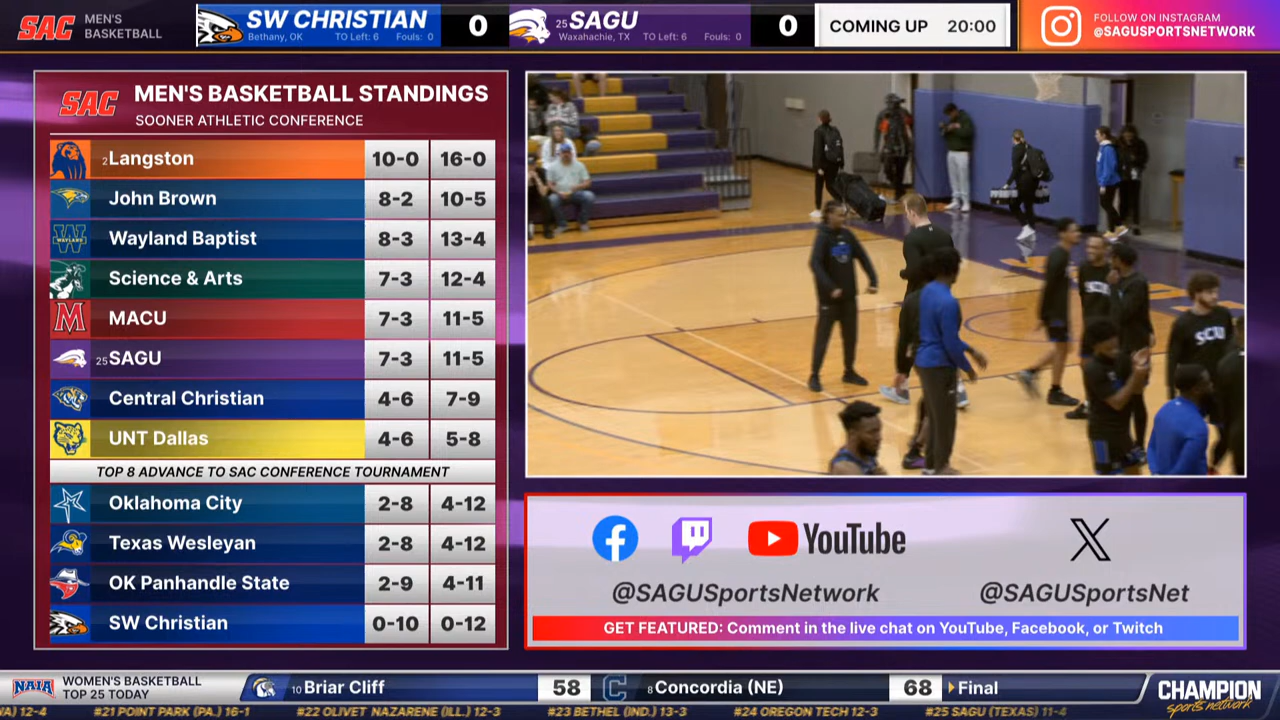 SAC MEN'S BASKETBALL
SW CHRISTIAN 0
Bethany, OK TO Left: 6 Fouls: 0
25 SAGU 0
Waxahachie, TX TO Left: 6 Fouls: 0
COMING UP 20:00
FOLLOW ON INSTAGRAM
@SAGUSPORTSNETWORK
SAC MEN'S BASKETBALL STANDINGS
SOONER ATHLETIC CONFERENCE
2 Langston 10-0 16-0
John Brown 8-2 10-5
WAYLAND Wayland Baptist 8-3 13-4
Science & Arts 7-3 12-4
M MACU 7-3 11-5
25 SAGU 7-3 11-5
Central Christian 4-6 7-9
UNT Dallas 4-6 5-8
TOP 8 ADVANCE TO SAC CONFERENCE TOURNAMENT
Oklahoma City 2-8 4-12
Texas Wesleyan 2-8 4-12
OK Panhandle State 2-9 4-11
SW Christian 0-10 0-12
SCU
SCU
YouTube
@SAGUSportsNetwork @SAGUSportsNet
GET FEATURED: Comment in the live chat on YouTube, Facebook, or Twitch
NAIA WOMEN'S BASKETBALL
TOP 25 TODAY
10 Briar Cliff 58 C 8 Concordia (NE) 68 Final
CHAMPION
sports network
VA) 12-4 #21 POINT PARK (PA.) 16-1 #22 OLIVET NAZARENE (ILL.) 12-3 #23 BETHEL (IND.) 13-3 #24 OREGON TECH 12-3 #25 SAGU (TEXAS) 11-4